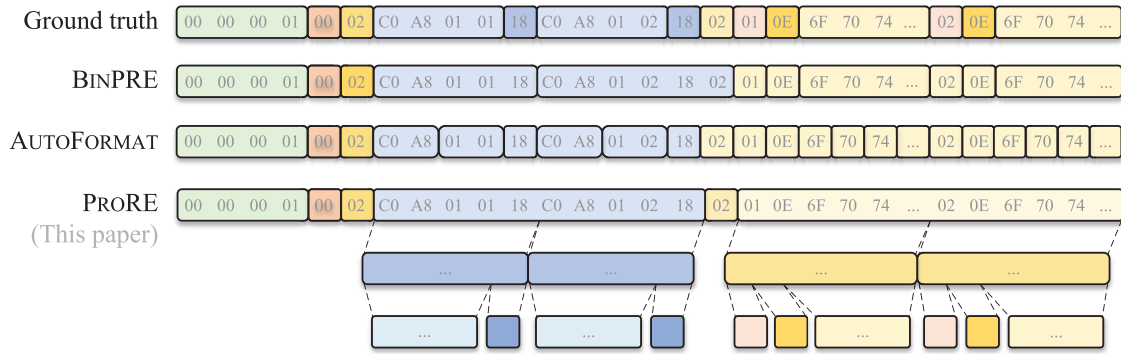 Ground truth 00 00 00 01 00 02 C0 A8 01 01 18 C0 A8 01 02 18 02 01 0E 6F 70 74 ... 02 0E 6F 70 74 ...
BINPRE 00 00 00 01 00 02 C0 A8 01 01 18 C0 A8 01 02 18 02 01 0E 6F 70 74 ... 02 0E 6F 70 74 ...
AUTOFORMAT 00 00 00 01 00 02 C0 A8 01 01 18 C0 A8 01 02 18 02 01 0E 6F 70 74 ... 02 0E 6F 70 74 ...
PRORE 00 00 00 01 00 02 C0 A8 01 01 18 C0 A8 01 02 18 02 01 0E 6F 70 74 ... 02 0E 6F 70 74 ...
(This paper)
... ... ... ...
... ... ... ...